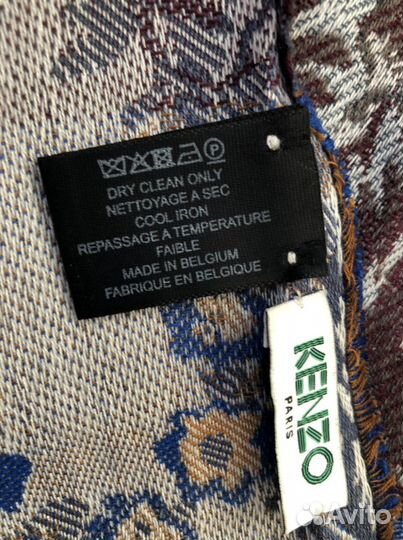 DRY CLEAN ONLY
NETTOYAGE A SEC
COOL IRON
REPASSAGE A TEMPERATURE
FAIBLE
MADE IN BELGIUM
FABRIQUE EN BELGIQUE
KENZO
PARIS
Avito